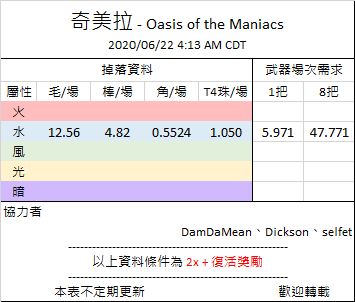 奇美拉 - Oasis of the Maniacs
2020/06/22 4:13 AM CDT
掉落資料 武器場次需求
屬性 毛/場 棒/場 角/場 T4珠/場 1把 8把
火
水 12.56 4.82 0.5524 1.050 5.971 47.771
風
光
暗
協力者
DamDaMean、Dickson、selfet
以上資料條件為 2x + 復活獎勵
本表不定期更新 歡迎轉載